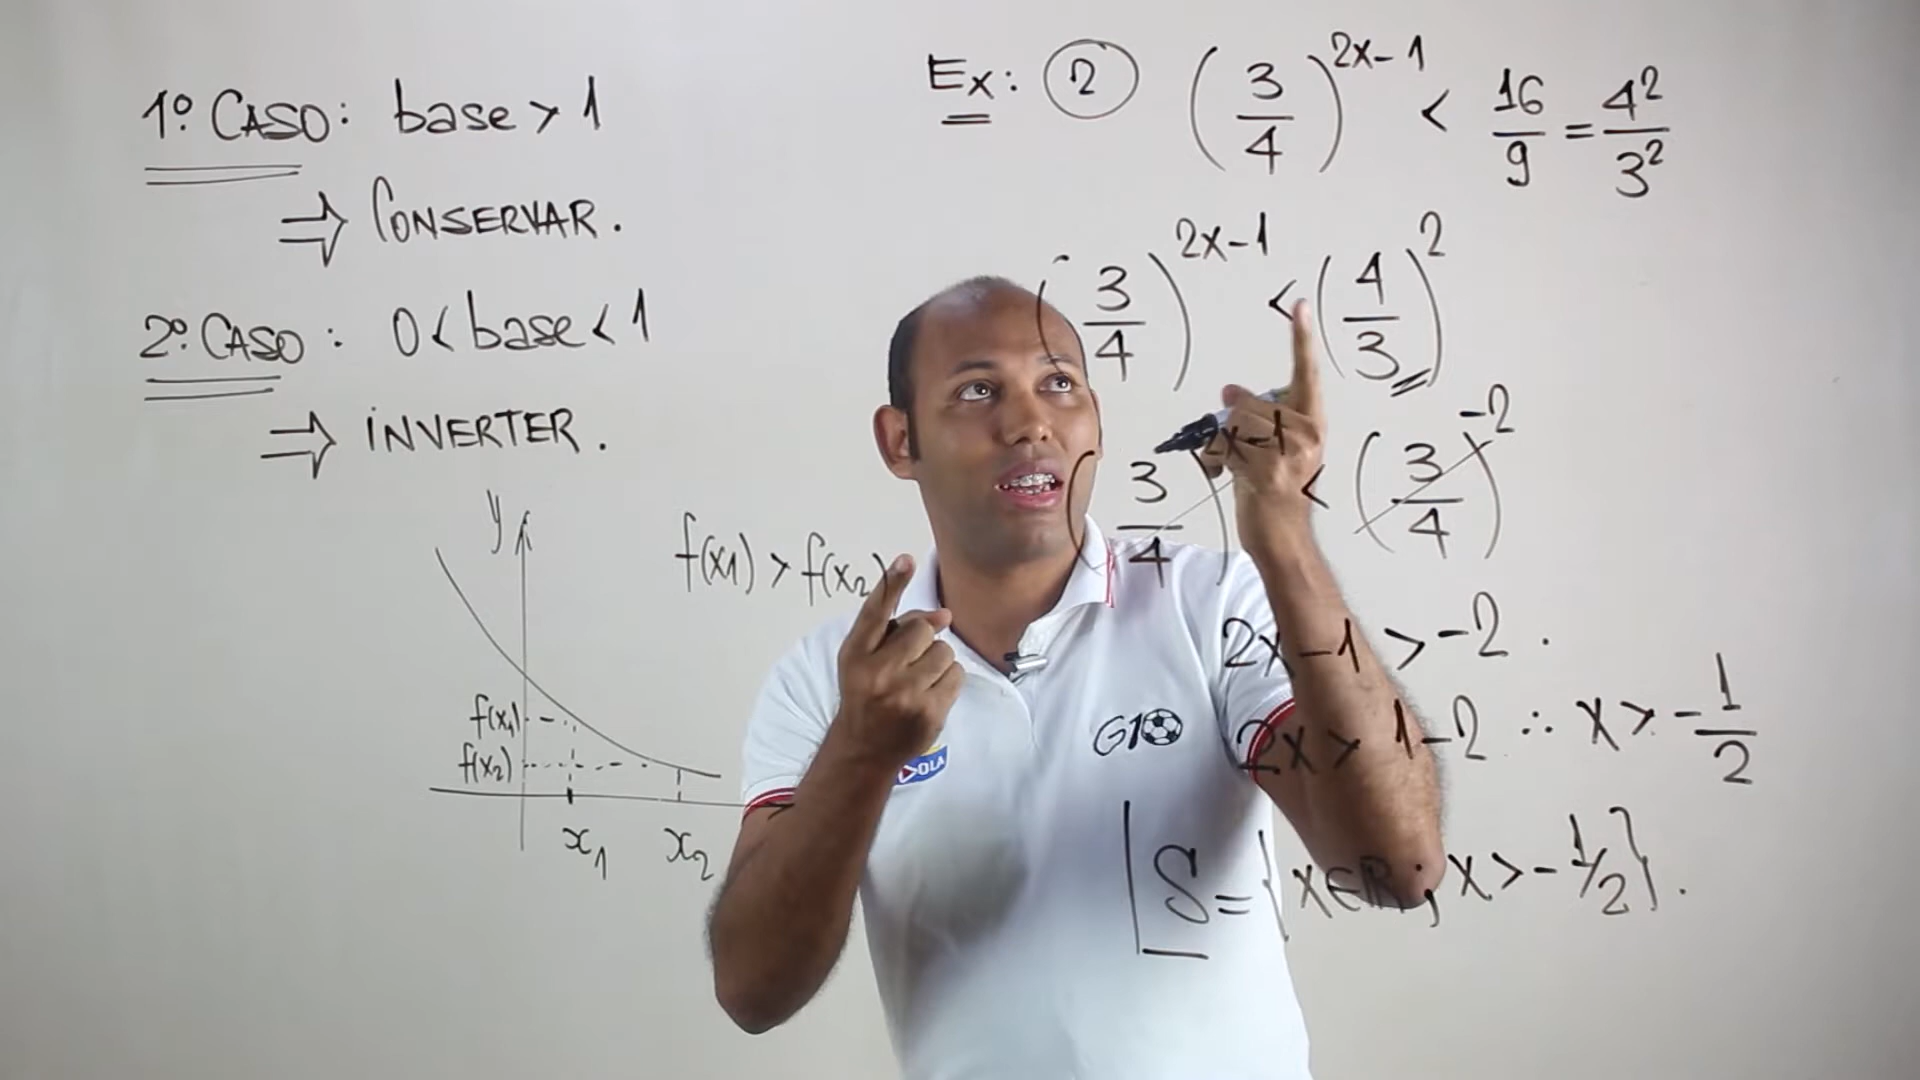 1º CASO: base > 1
⇒ CONSERVAR.
2º CASO: 0 < base < 1
⇒ INVERTER.
y
f(x1) > f(x2)
f(x1)
f(x2)
x1 x2
Ex: 2 (3/4)^2x-1 < 16/9 = 4²/3²
(3/4)^2x-1 < (4/3)^2
(3/4)^2x-1 < (3/4)^-2
2x-1 > -2.
2x > 1-2 ∴ x > -1/2
S = {x∈R; x > -1/2}.
G10
OLA